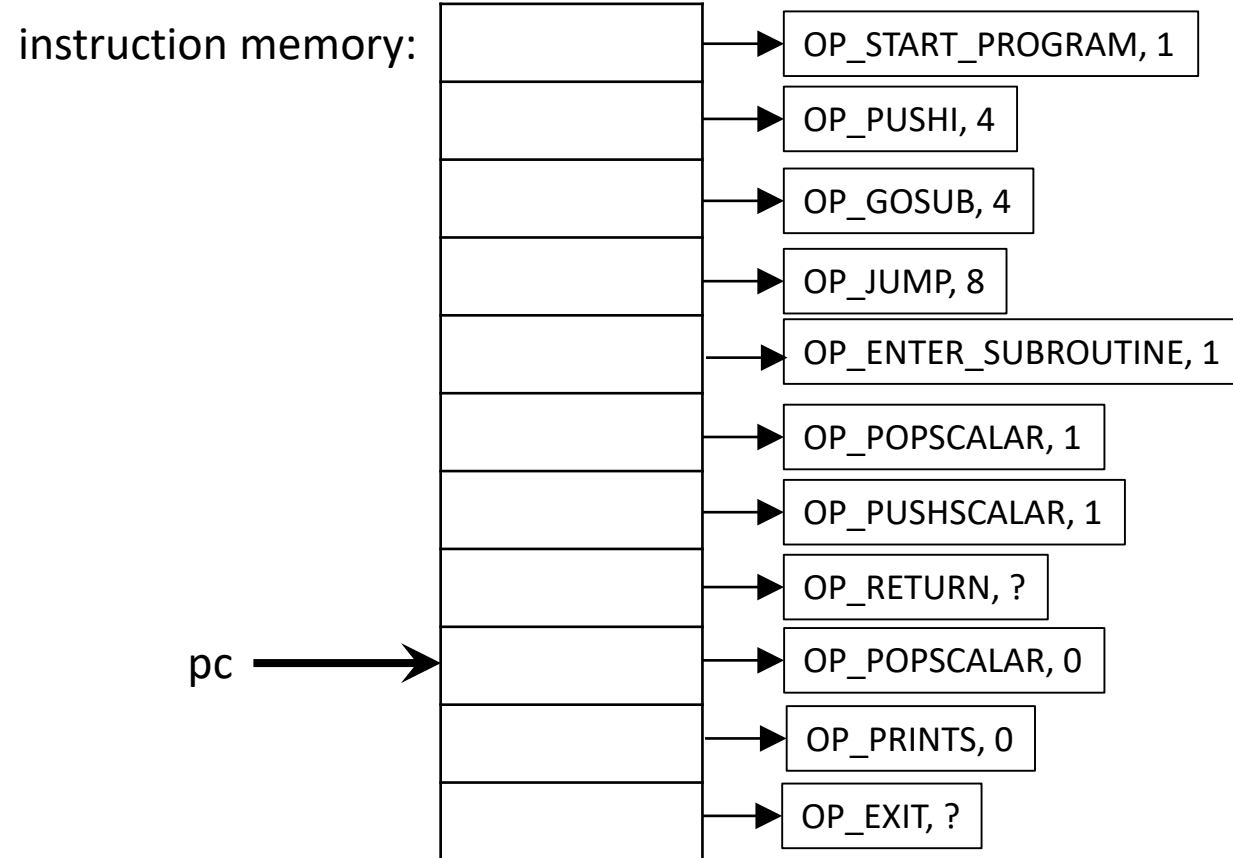 instruction memory:
OP_START_PROGRAM, 1
OP_PUSHI, 4
OP_GOSUB, 4
OP_JUMP, 8
OP_ENTER_SUBROUTINE, 1
OP_POPSCALAR, 1
OP_PUSHSCALAR, 1
OP_RETURN, ?
pc
OP_POPSCALAR, 0
OP_PRINTS, 0
OP_EXIT, ?